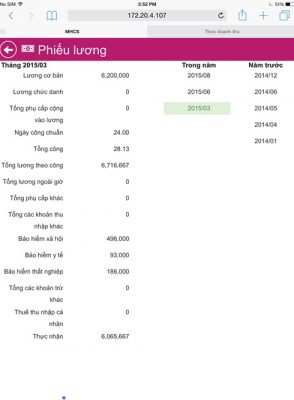 No SIM
5:52 PM
51%
172.20.4.107
MHCS
Theo doanh thu
Phiếu lương
Tháng 2015/03
Lương cơ bản 6,200,000
Lương chức danh 0
Tổng phụ cấp cộng vào lương 0
Ngày công chuẩn 24.00
Tổng công 28.13
Tổng lương theo công 6,716,667
Tổng lương ngoài giờ 0
Tổng phụ cấp khác 0
Tổng các khoản thu nhập khác 0
Bảo hiểm xã hội 496,000
Bảo hiểm y tế 93,000
Bảo hiểm thất nghiệp 186,000
Tổng các khoản trừ khác 0
Thuế thu nhập cá nhân 0
Thực nhận 6,065,667
Trong năm
2015/08
2015/06
2015/03
Năm trước
2014/12
2014/06
2014/05
2014/04
2014/01